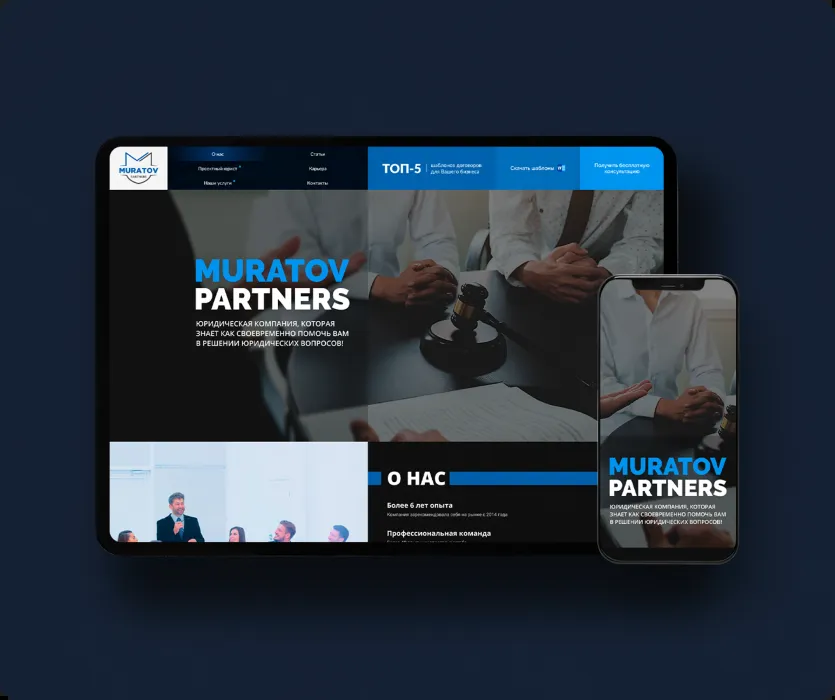 MURATOV
PARTNERS
О нас
Проектный юрист
Наши услуги
Статьи
Карьера
Контакты
ТОП-5
шаблонов договоров
для Вашего бизнеса
Скачать шаблоны
Получить бесплатную
консультацию
MURATOV
PARTNERS
ЮРИДИЧЕСКАЯ КОМПАНИЯ, КОТОРАЯ
ЗНАЕТ КАК СВОЕВРЕМЕННО ПОМОЧЬ ВАМ
В РЕШЕНИИ ЮРИДИЧЕСКИХ ВОПРОСОВ!
О НАС
Более 6 лет опыта
Компания зарекомендовала себя на рынке с 2014 года
Профессиональная команда
MURATOV
PARTNERS
ЮРИДИЧЕСКАЯ КОМПАНИЯ, КОТОРАЯ
ЗНАЕТ КАК СВОЕВРЕМЕННО ПОМОЧЬ ВАМ
В РЕШЕНИИ ЮРИДИЧЕСКИХ ВОПРОСОВ!